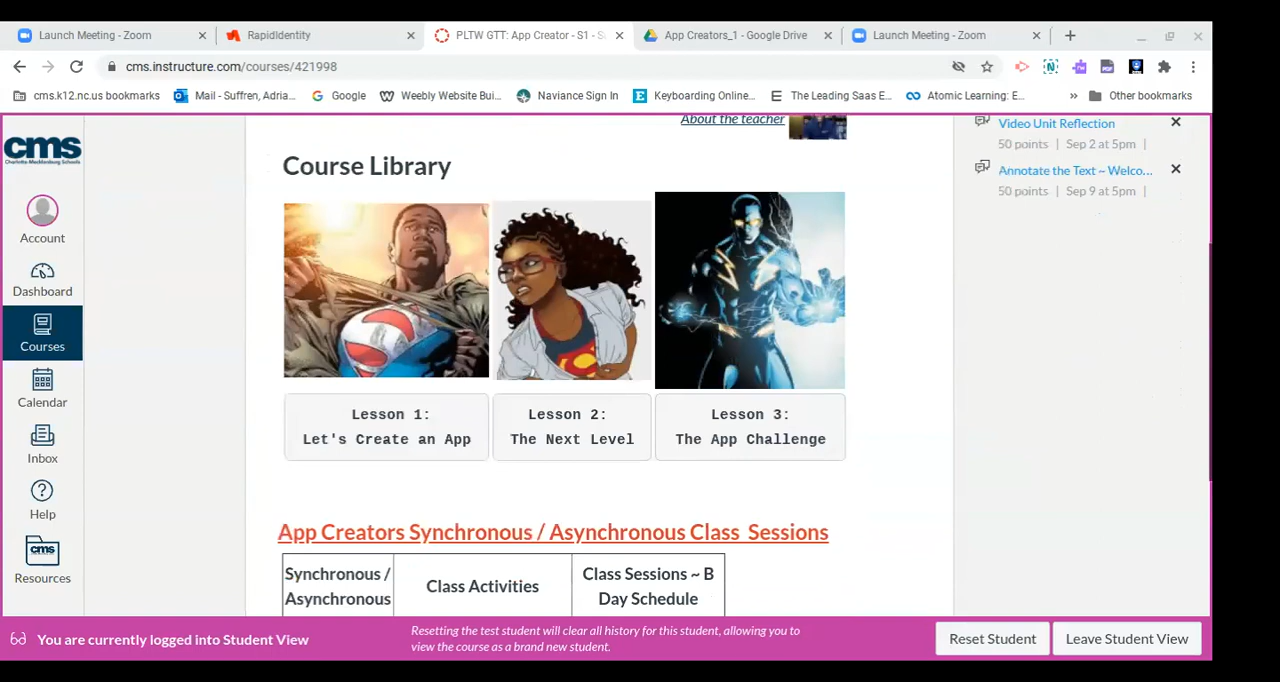 Launch Meeting - Zoom
RapidIdentity
PLTW GTT: App Creator - S1 - S
App Creators_1 - Google Drive
Launch Meeting - Zoom
cms.instructure.com/courses/421998
cms.k12.nc.us bookmarks
Mail - Suffren, Adria...
Google
Weebly Website Bui...
Naviance Sign In
Keyboarding Online...
The Leading SaaS E...
Atomic Learning: E...
Other bookmarks
cms
Charlotte-Mecklenburg Schools
Account
Dashboard
Courses
Calendar
Inbox
Help
cms
Resources
About the teacher
Course Library
Lesson 1:
Let's Create an App
Lesson 2:
The Next Level
Lesson 3:
The App Challenge
App Creators Synchronous / Asynchronous Class Sessions
Synchronous /
Asynchronous
Class Activities
Class Sessions ~ B
Day Schedule
Video Unit Reflection
50 points | Sep 2 at 5pm |
Annotate the Text ~ Welco...
50 points | Sep 9 at 5pm |
You are currently logged into Student View
Resetting the test student will clear all history for this student, allowing you to
view the course as a brand new student.
Reset Student
Leave Student View